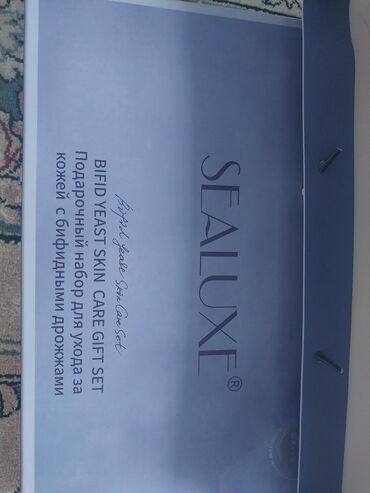 SEALUXE®
Bifid Yeast Skin Care Set
BIFID YEAST SKIN CARE GIFT SET
Подарочный набор для ухода за
кожей с бифидными дрожжами